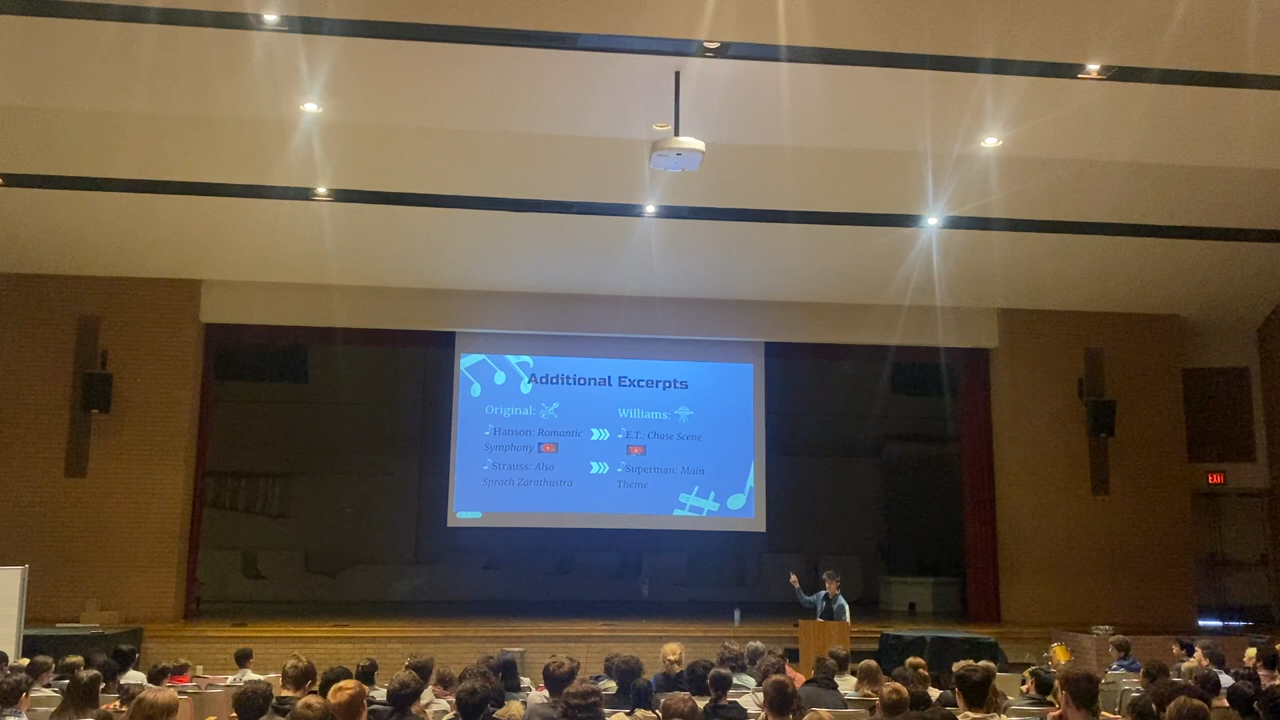 Additional Excerpts
Original:
Hanson: Romantic
Symphony
Strauss: Also
Sprach Zarathustra
Williams:
E.T.: Chase Scene
Superman: Main
Theme
EXIT